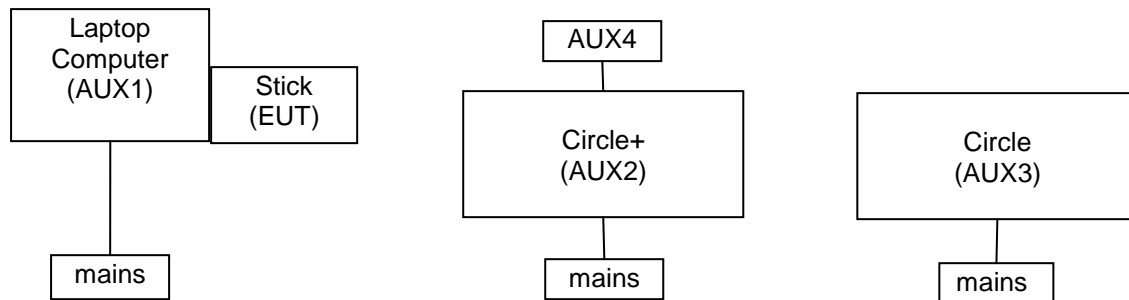 Laptop
Computer
(AUX1)
Stick
(EUT)
mains
AUX4
Circle+
(AUX2)
mains
Circle
(AUX3)
mains